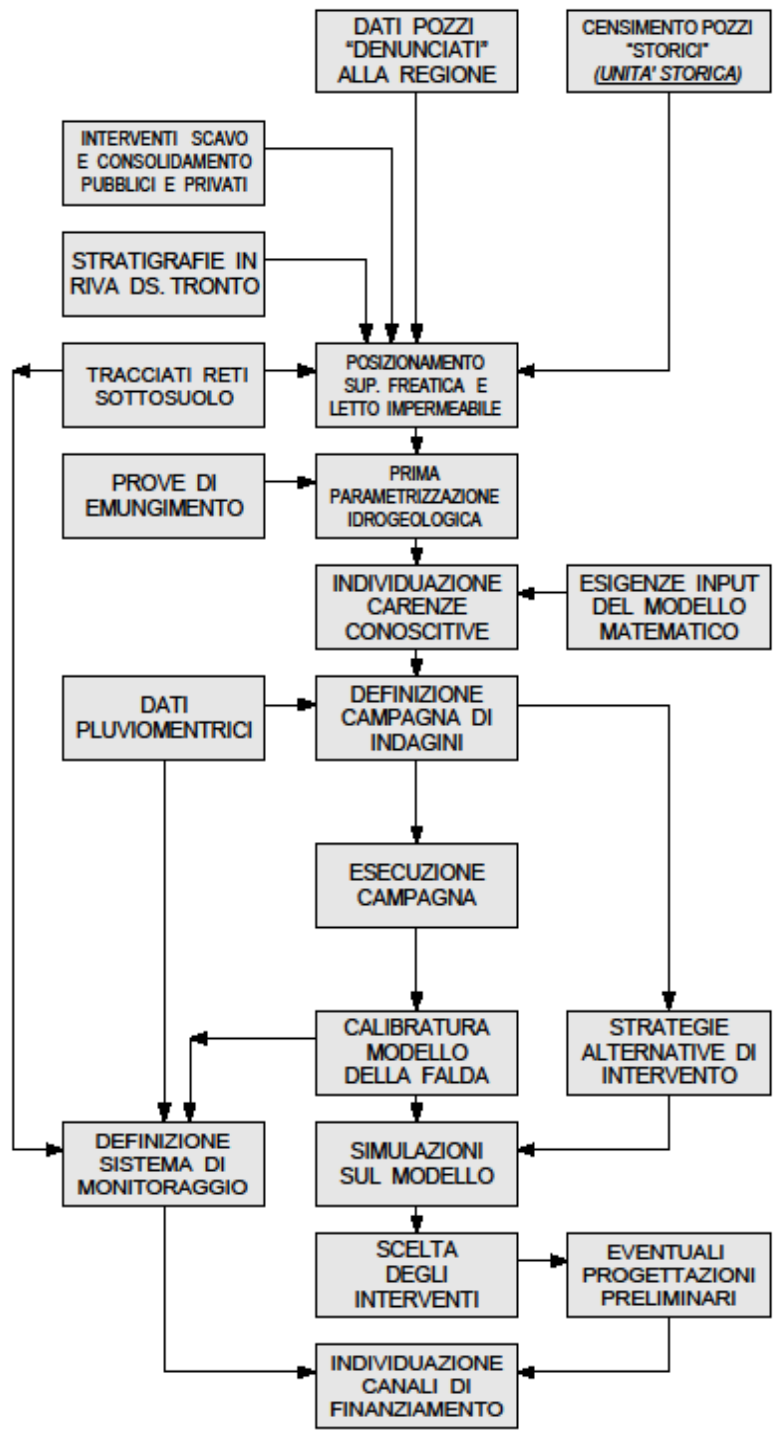 DATI POZZI
“DENUNCIATI”
ALLA REGIONE
CENSIMENTO POZZI
“STORICI”
(UNITA' STORICA)
INTERVENTI SCAVO
E CONSOLIDAMENTO
PUBBLICI E PRIVATI
STRATIGRAFIE IN
RIVA DS. TRONTO
TRACCIATI RETI
SOTTOSUOLO
POSIZIONAMENTO
SUP. FREATICA E
LETTO IMPERMEABILE
PROVE DI
EMUNGIMENTO
PRIMA
PARAMETRIZZAZIONE
IDROGEOLOGICA
INDIVIDUAZIONE
CARENZE
CONOSCITIVE
ESIGENZE INPUT
DEL MODELLO
MATEMATICO
DATI
PLUVIOMENTRICI
DEFINIZIONE
CAMPAGNA DI
INDAGINI
ESECUZIONE
CAMPAGNA
CALIBRATURA
MODELLO
DELLA FALDA
STRATEGIE
ALTERNATIVE DI
INTERVENTO
DEFINIZIONE
SISTEMA DI
MONITORAGGIO
SIMULAZIONI
SUL MODELLO
SCELTA
DEGLI
INTERVENTI
EVENTUALI
PROGETTAZIONI
PRELIMINARI
INDIVIDUAZIONE
CANALI DI
FINANZIAMENTO